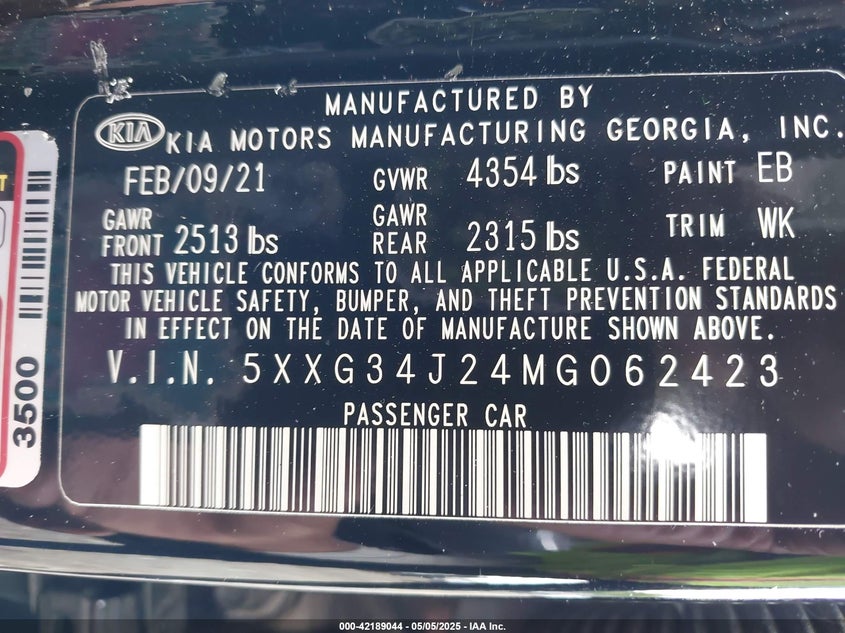 MANUFACTURED BY
KIA KIA MOTORS MANUFACTURING GEORGIA, INC.
FEB/09/21 GVWR 4354 lbs PAINT EB
GAWR FRONT 2513 lbs GAWR REAR 2315 lbs TRIM WK
THIS VEHICLE CONFORMS TO ALL APPLICABLE U.S.A. FEDERAL
MOTOR VEHICLE SAFETY, BUMPER, AND THEFT PREVENTION STANDARDS
IN EFFECT ON THE DATE OF MANUFACTURE SHOWN ABOVE.
V.I.N. 5XXG34J24MG062423
PASSENGER CAR
3500
000-42189044 - 05/05/2025 - IAA Inc.